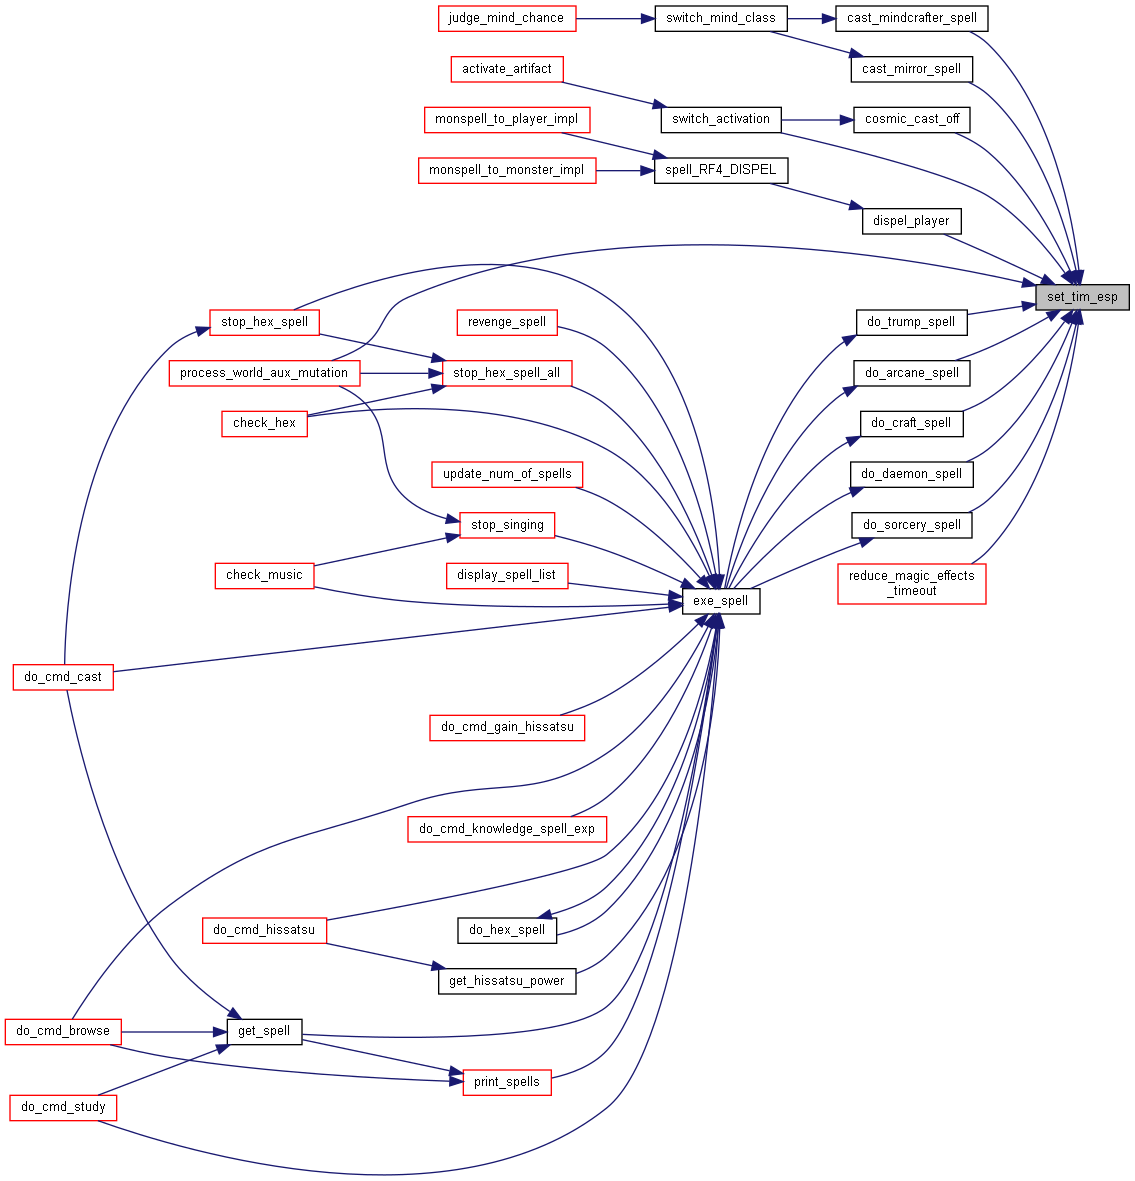 judge_mind_chance
switch_mind_class
cast_mindcrafter_spell
activate_artifact
cast_mirror_spell
monspell_to_player_impl
switch_activation
cosmic_cast_off
monspell_to_monster_impl
spell_RF4_DISPEL
dispel_player
set_tim_esp
stop_hex_spell
revenge_spell
do_trump_spell
process_world_aux_mutation
stop_hex_spell_all
do_arcane_spell
check_hex
do_craft_spell
update_num_of_spells
do_daemon_spell
stop_singing
do_sorcery_spell
check_music
display_spell_list
reduce_magic_effects
_timeout
exe_spell
do_cmd_cast
do_cmd_gain_hissatsu
do_cmd_knowledge_spell_exp
do_cmd_hissatsu
do_hex_spell
get_hissatsu_power
do_cmd_browse
get_spell
print_spells
do_cmd_study